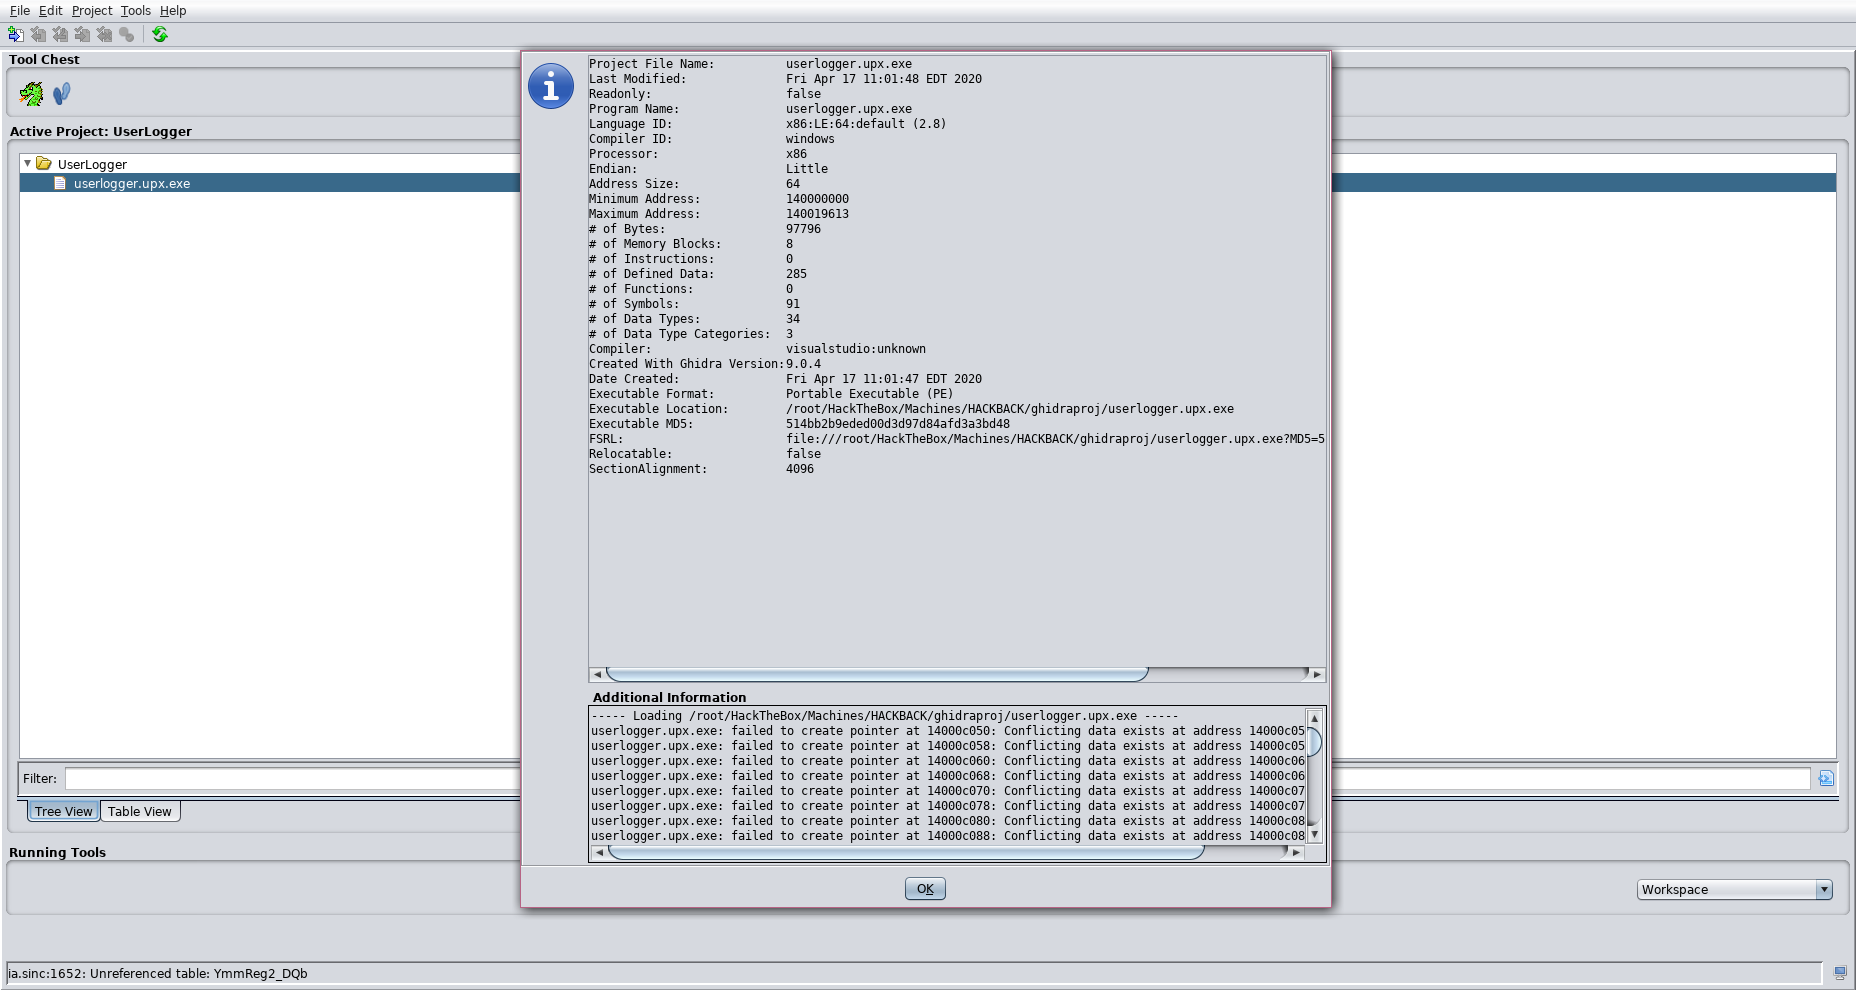 File Edit Project Tools Help
Tool Chest
Active Project: UserLogger
UserLogger
userlogger.upx.exe
Project File Name: userlogger.upx.exe
Last Modified: Fri Apr 17 11:01:48 EDT 2020
Readonly: false
Program Name: userlogger.upx.exe
Language ID: x86:LE:64:default (2.8)
Compiler ID: windows
Processor: x86
Endian: Little
Address Size: 64
Minimum Address: 140000000
Maximum Address: 140019613
# of Bytes: 97796
# of Memory Blocks: 8
# of Instructions: 0
# of Defined Data: 285
# of Functions: 0
# of Symbols: 91
# of Data Types: 34
# of Data Type Categories: 3
Compiler: visualstudio:unknown
Created With Ghidra Version:9.0.4
Date Created: Fri Apr 17 11:01:47 EDT 2020
Executable Format: Portable Executable (PE)
Executable Location: /root/HackTheBox/Machines/HACKBACK/ghidraproj/userlogger.upx.exe
Executable MD5: 514bb2b9eded00d3d97d84afd3a3bd48
FSRL: file:///root/HackTheBox/Machines/HACKBACK/ghidraproj/userlogger.upx.exe?MD5=5
Relocatable: false
SectionAlignment: 4096
Additional Information
----- Loading /root/HackTheBox/Machines/HACKBACK/ghidraproj/userlogger.upx.exe -----
userlogger.upx.exe: failed to create pointer at 14000c050: Conflicting data exists at address 14000c05
userlogger.upx.exe: failed to create pointer at 14000c058: Conflicting data exists at address 14000c05
userlogger.upx.exe: failed to create pointer at 14000c060: Conflicting data exists at address 14000c06
userlogger.upx.exe: failed to create pointer at 14000c068: Conflicting data exists at address 14000c06
userlogger.upx.exe: failed to create pointer at 14000c070: Conflicting data exists at address 14000c07
userlogger.upx.exe: failed to create pointer at 14000c078: Conflicting data exists at address 14000c07
userlogger.upx.exe: failed to create pointer at 14000c080: Conflicting data exists at address 14000c08
userlogger.upx.exe: failed to create pointer at 14000c088: Conflicting data exists at address 14000c08
OK
Filter:
Tree View Table View
Running Tools
Workspace
ia.sinc:1652: Unreferenced table: YmmReg2_DQb